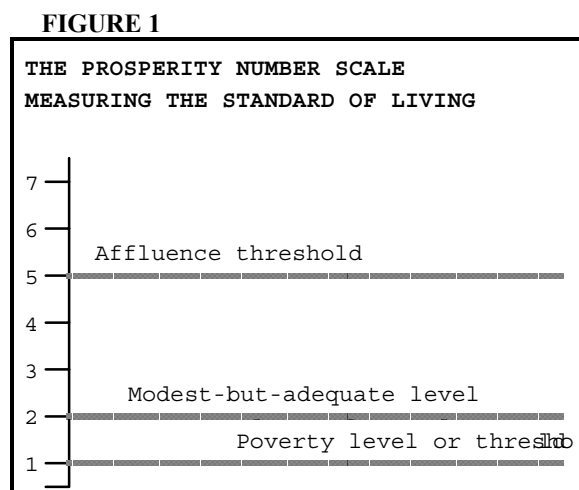 FIGURE 1
THE PROSPERITY NUMBER SCALE
MEASURING THE STANDARD OF LIVING
7
6
Affluence threshold
5
4
3
Modest-but-adequate level
2
Poverty level or threshold
1